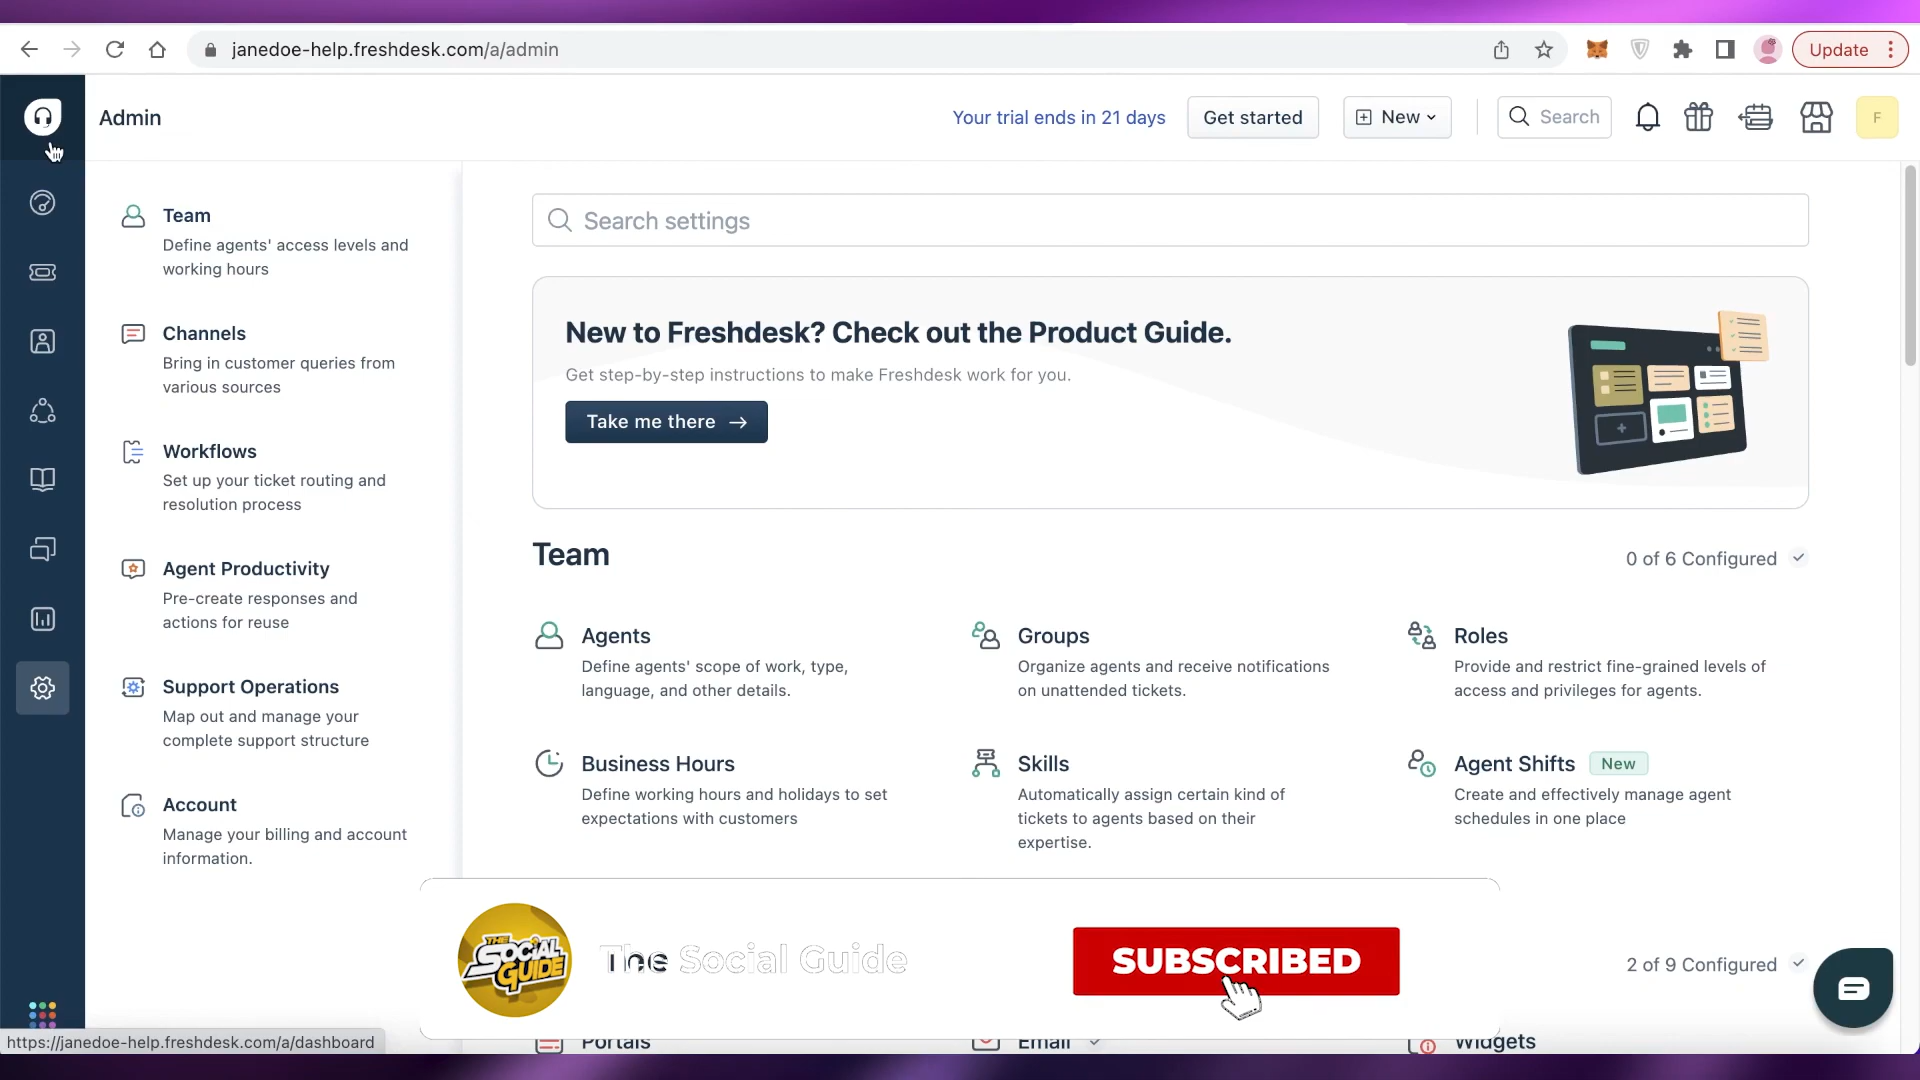 janedoe-help.freshdesk.com/a/admin
Update
Admin
Your trial ends in 21 days
Get started
New
Search
F
Team
Define agents' access levels and
working hours
Channels
Bring in customer queries from
various sources
Workflows
Set up your ticket routing and
resolution process
Agent Productivity
Pre-create responses and
actions for reuse
Support Operations
Map out and manage your
complete support structure
Account
Manage your billing and account
information.
Search settings
New to Freshdesk? Check out the Product Guide.
Get step-by-step instructions to make Freshdesk work for you.
Take me there →
Team
0 of 6 Configured
Agents
Define agents' scope of work, type,
language, and other details.
Groups
Organize agents and receive notifications
on unattended tickets.
Roles
Provide and restrict fine-grained levels of
access and privileges for agents.
Business Hours
Define working hours and holidays to set
expectations with customers
Skills
Automatically assign certain kind of
tickets to agents based on their
expertise.
Agent Shifts New
Create and effectively manage agent
schedules in one place
THE
SOCIAL
GUIDE
The Social Guide
SUBSCRIBED
2 of 9 Configured
Portals
Email
Widgets
https://janedoe-help.freshdesk.com/a/dashboard